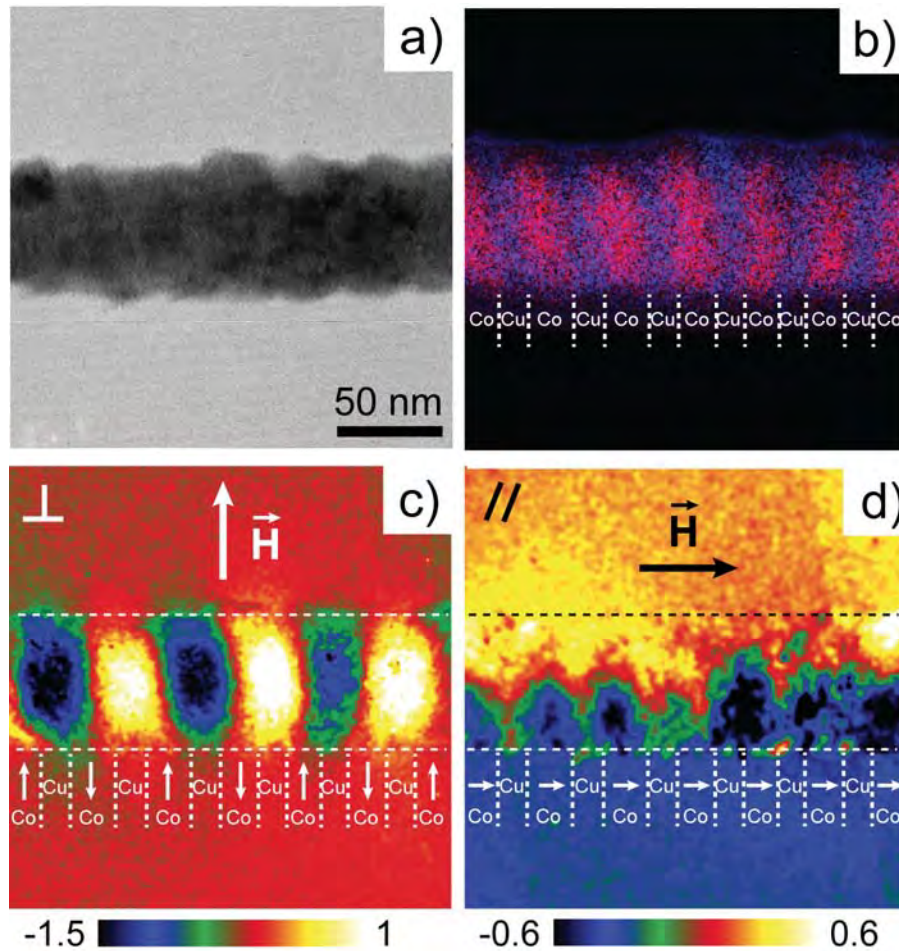 a)
50 nm
b)
Co Cu Co Cu Co Cu Co Cu Co Cu Co Cu Co
⊥
H
c)
Cu Cu Cu Cu Cu Cu
Co Co Co Co Co Co Co
-1.5 1
//
H
d)
Cu Cu Cu Cu Cu Cu
Co Co Co Co Co Co Co
-0.6 0.6